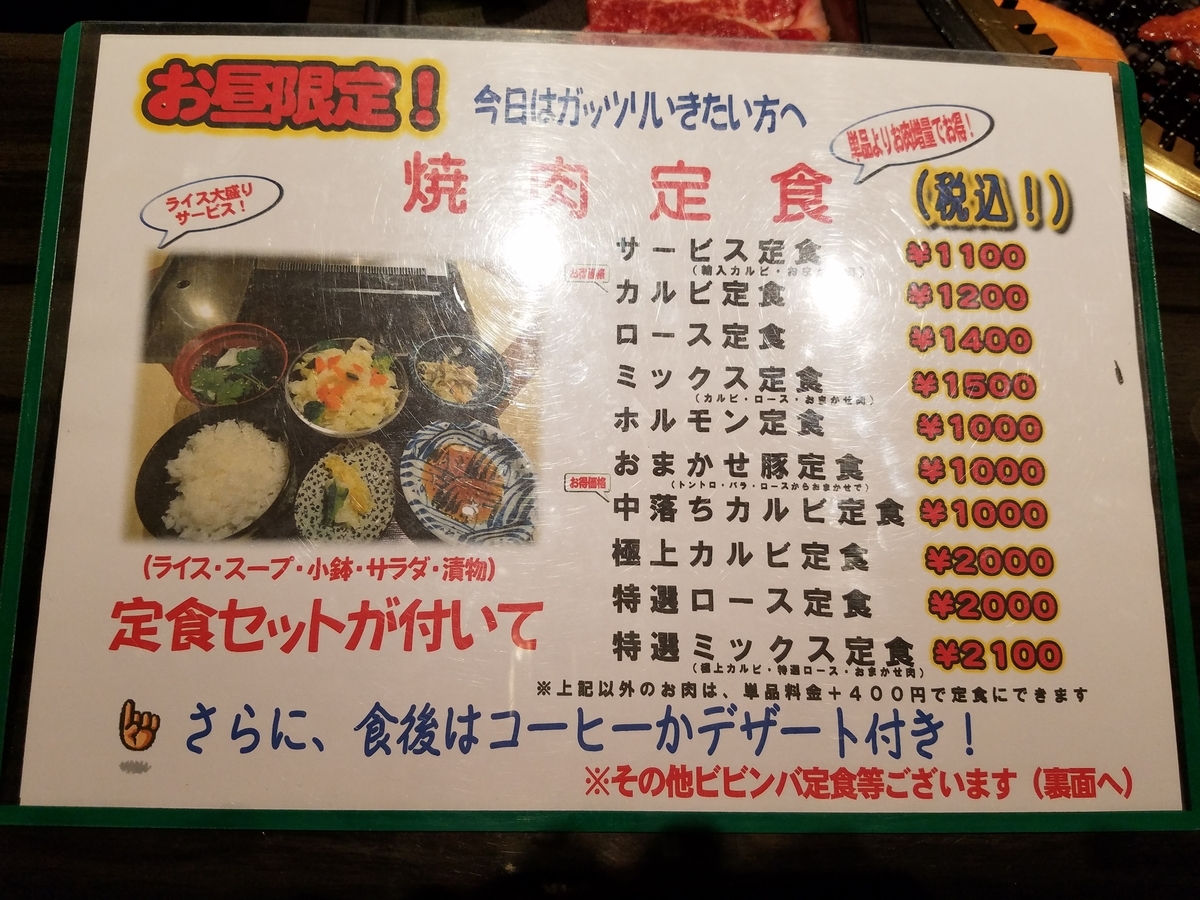 お昼限定！
今日はガッツリいきたい方へ
単品よりお肉増量でお得！
焼肉定食
(税込！)
ライス大盛り
サービス！
サービス定食 ¥1100
(輸入カルビ・お
カルビ定食 ¥1200
ロース定食 ¥1400
ミックス定食 ¥1500
(カルビ・ロース・おまかせ肉)
ホルモン定食 ¥1000
おまかせ豚定食 ¥1000
(トントロ・バラ・ロースからおまかせで)
お得価格
中落ちカルビ定食 ¥1000
極上カルビ定食 ¥2000
特選ロース定食 ¥2000
特選ミックス定食 ¥2100
(極上カルビ・特選ロース・おまかせ肉)
※上記以外のお肉は、単品料金＋400円で定食にできます
(ライス・スープ・小鉢・サラダ・漬物)
定食セットが付いて
さらに、食後はコーヒーかデザート付き！
※その他ビビンバ定食等ございます（裏面へ）